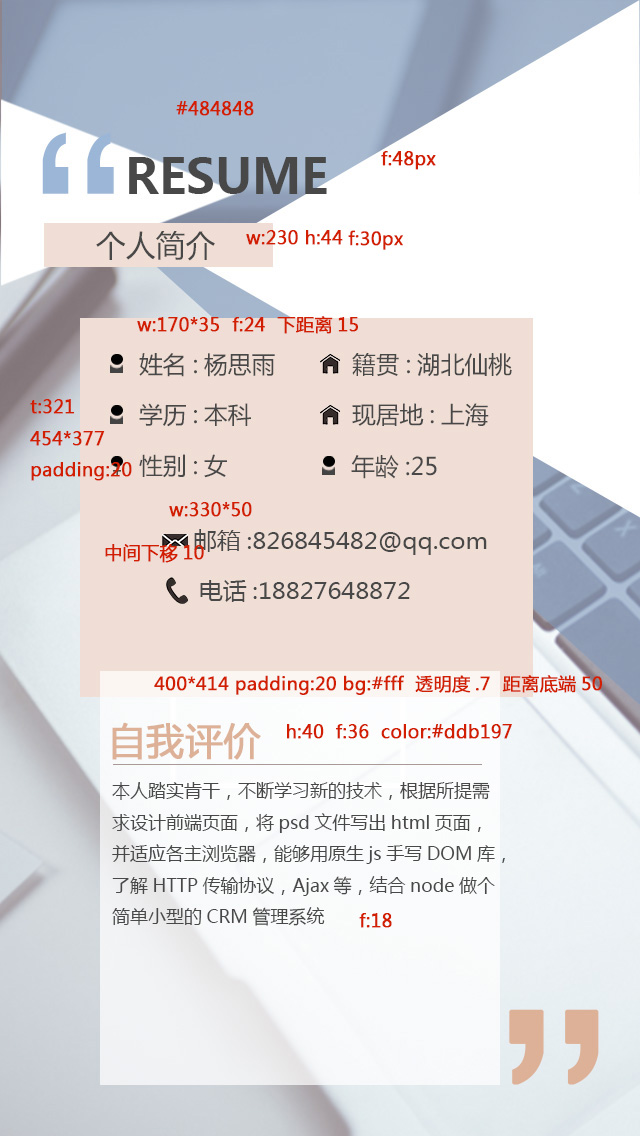 #484848
RESUME
f:48px
个人简介
w:230 h:44 f:30px
w:170*35 f:24 下距离 15
姓名 : 杨思雨
籍贯 : 湖北仙桃
t:321
学历 : 本科
现居地 : 上海
454*377
padding:20
性别 : 女
年龄 :25
w:330*50
邮箱 :826845482@qq.com
中间下移 10
电话 :18827648872
400*414 padding:20 bg:#fff 透明度 .7 距离底端 50
自我评价
h:40 f:36 color:#ddb197
本人踏实肯干，不断学习新的技术，根据所提需
求设计前端页面，将 psd 文件写出 html 页面，
并适应各主浏览器，能够用原生 js 手写 DOM 库，
了解 HTTP 传输协议，Ajax 等，结合 node 做个
简单小型的 CRM 管理系统
f:18